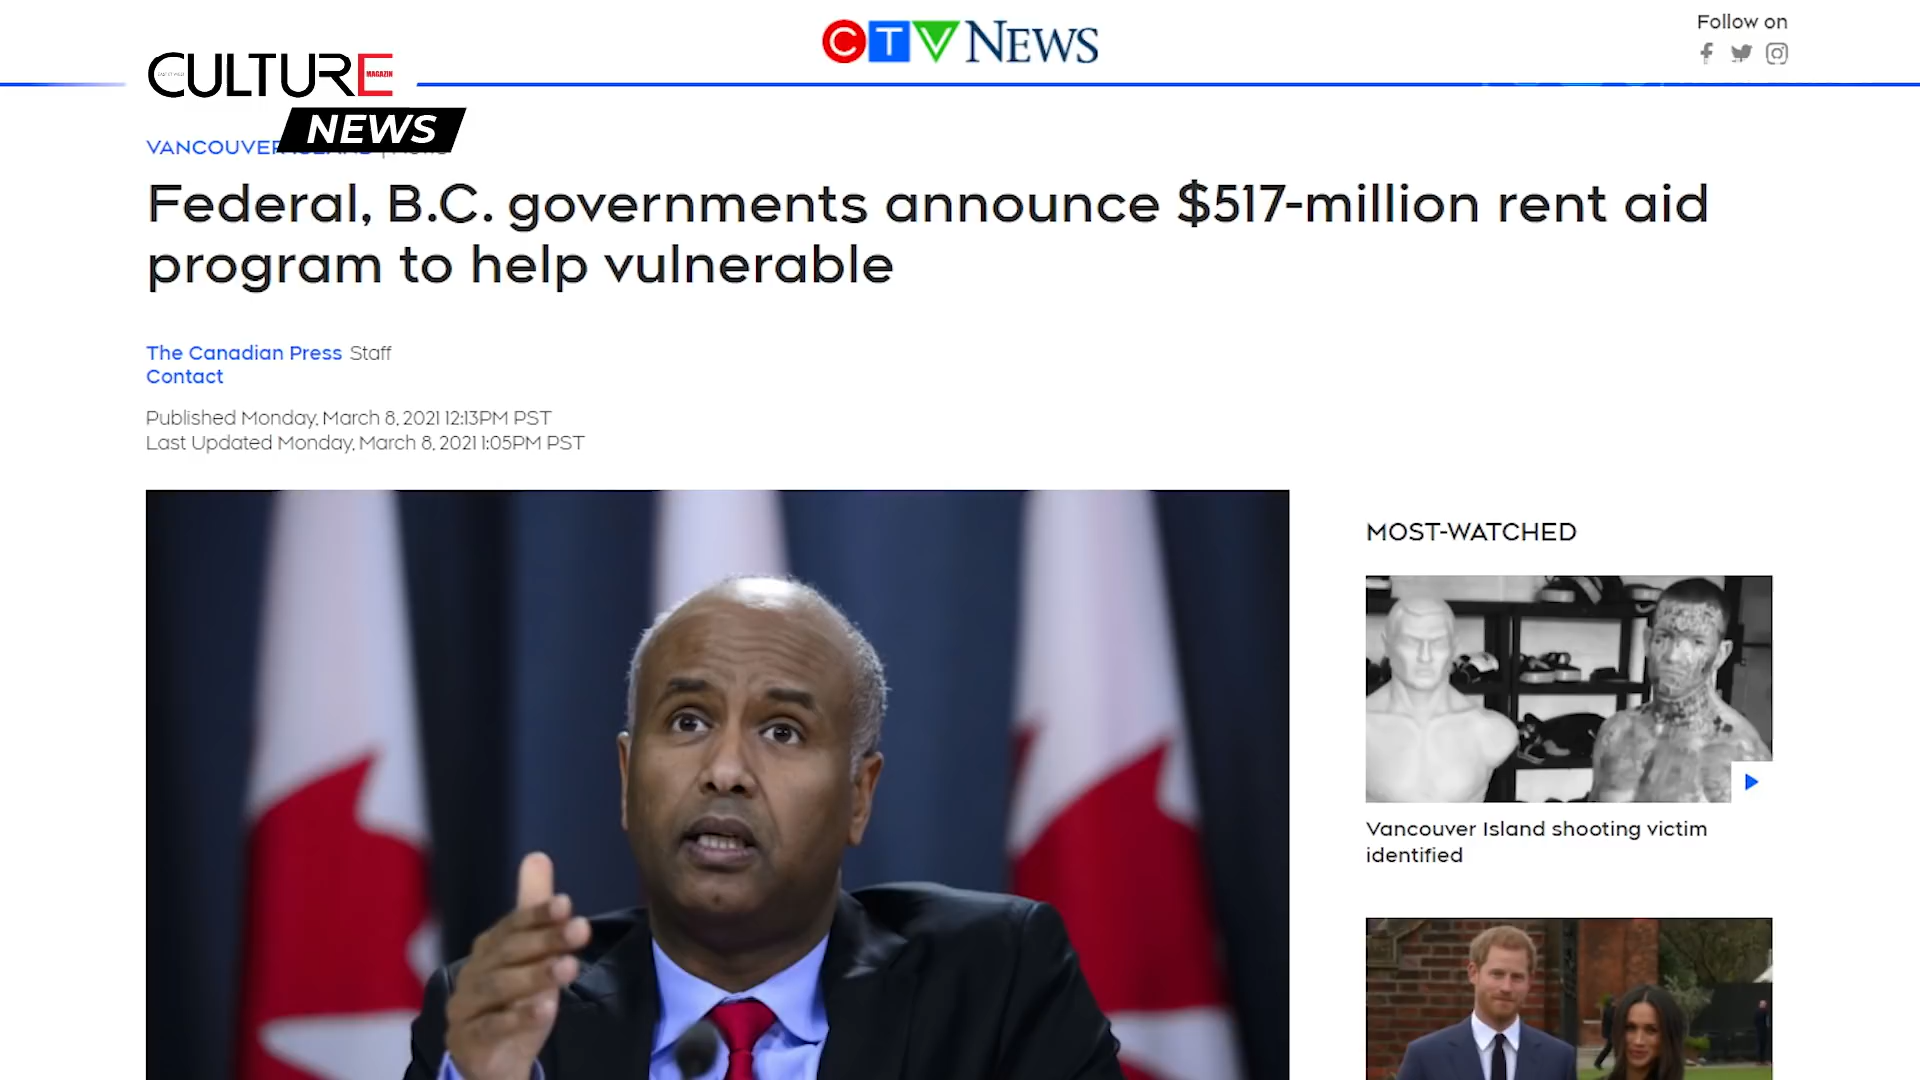 CTV NEWS
Follow on
CULTURE
MAGAZIN
NEWS
VANCOUVER
Federal, B.C. governments announce $517-million rent aid
program to help vulnerable
The Canadian Press Staff
Contact
Published Monday, March 8, 2021 12:13PM PST
Last Updated Monday, March 8, 2021 1:05PM PST
MOST-WATCHED
Vancouver Island shooting victim
identified